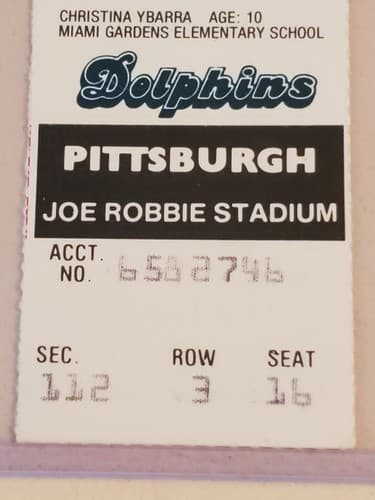 CHRISTINA YBARRA AGE: 10
MIAMI GARDENS ELEMENTARY SCHOOL
Dolphins
PITTSBURGH
JOE ROBBIE STADIUM
ACCT. NO. 6582746
SEC. ROW SEAT
112 3 16